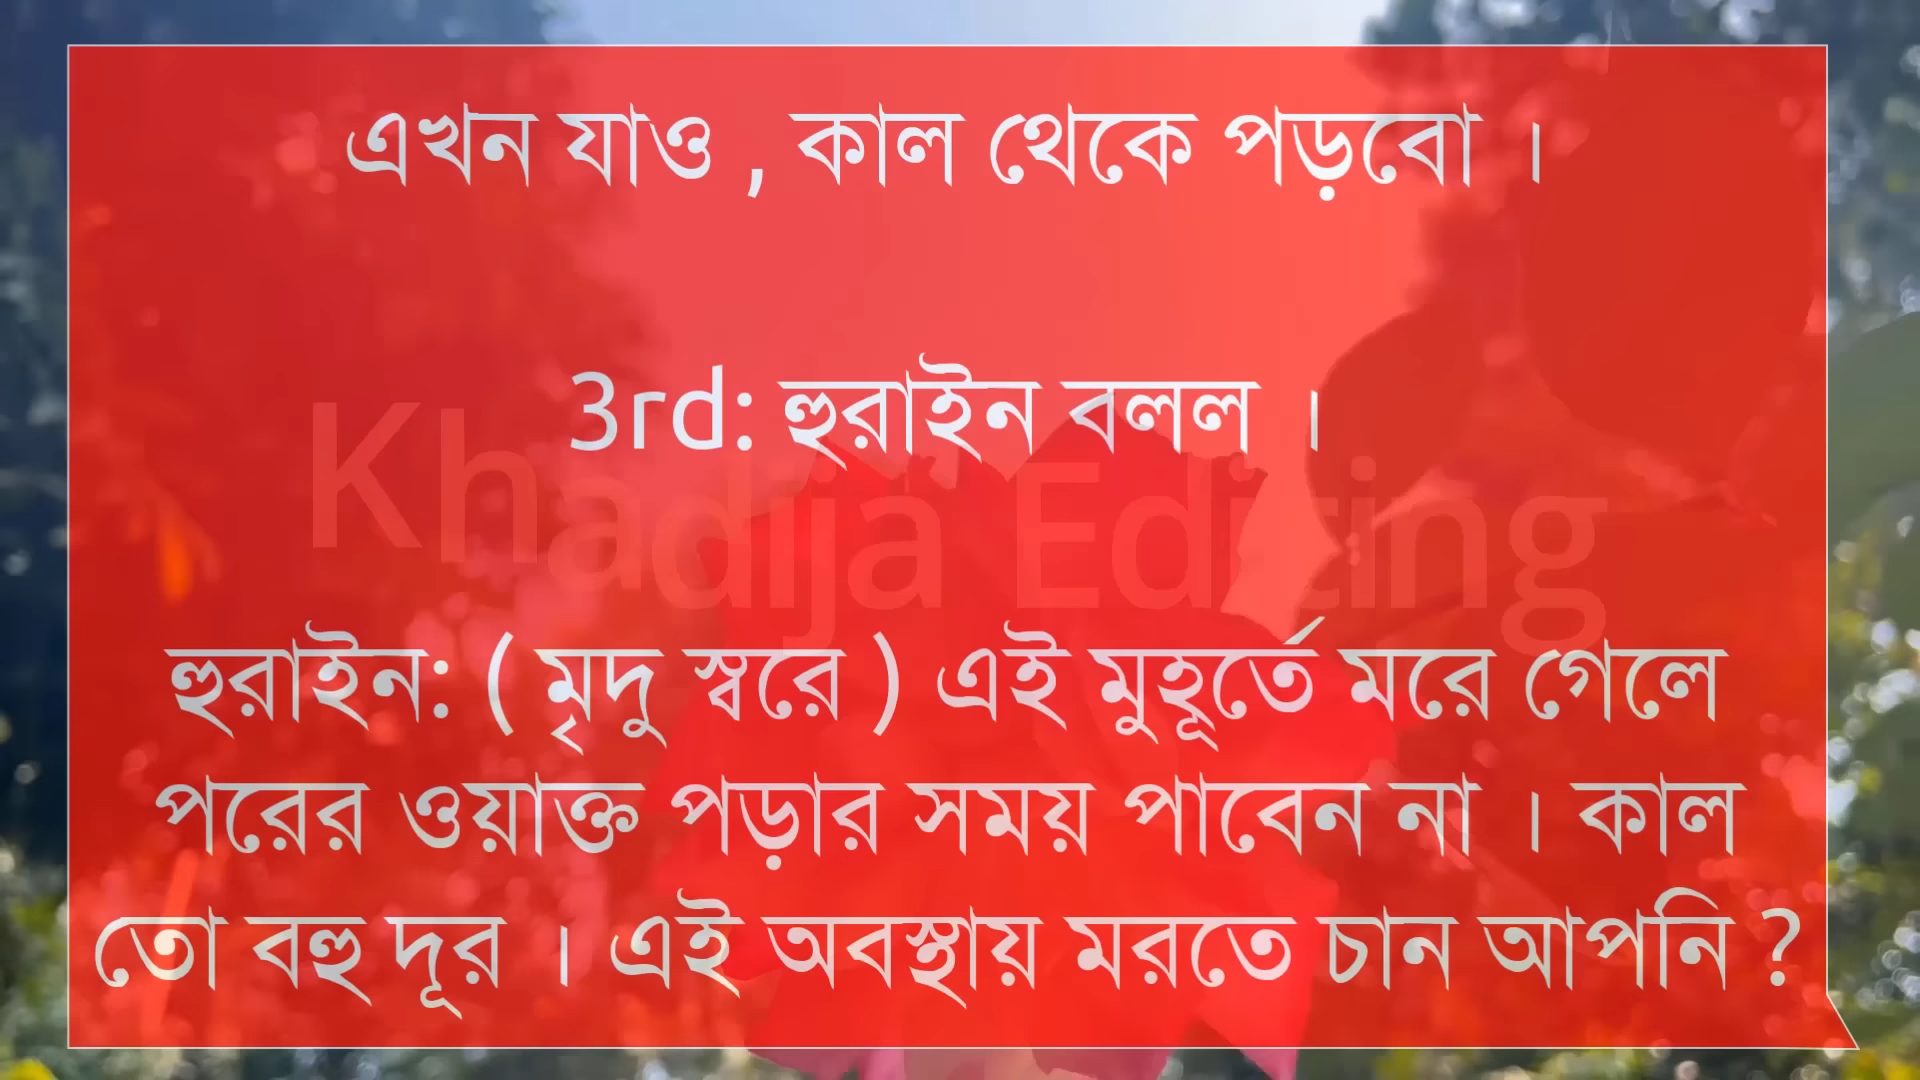 এখন যাও , কাল থেকে পড়বো ।
3rd: হুরাইন বলল ।
Khadija Editing
হুরাইন: ( মৃদু স্বরে ) এই মুহূর্তে মরে গেলে
পরের ওয়াক্ত পড়ার সময় পাবেন না । কাল
তো বহু দূর । এই অবস্থায় মরতে চান আপনি ?